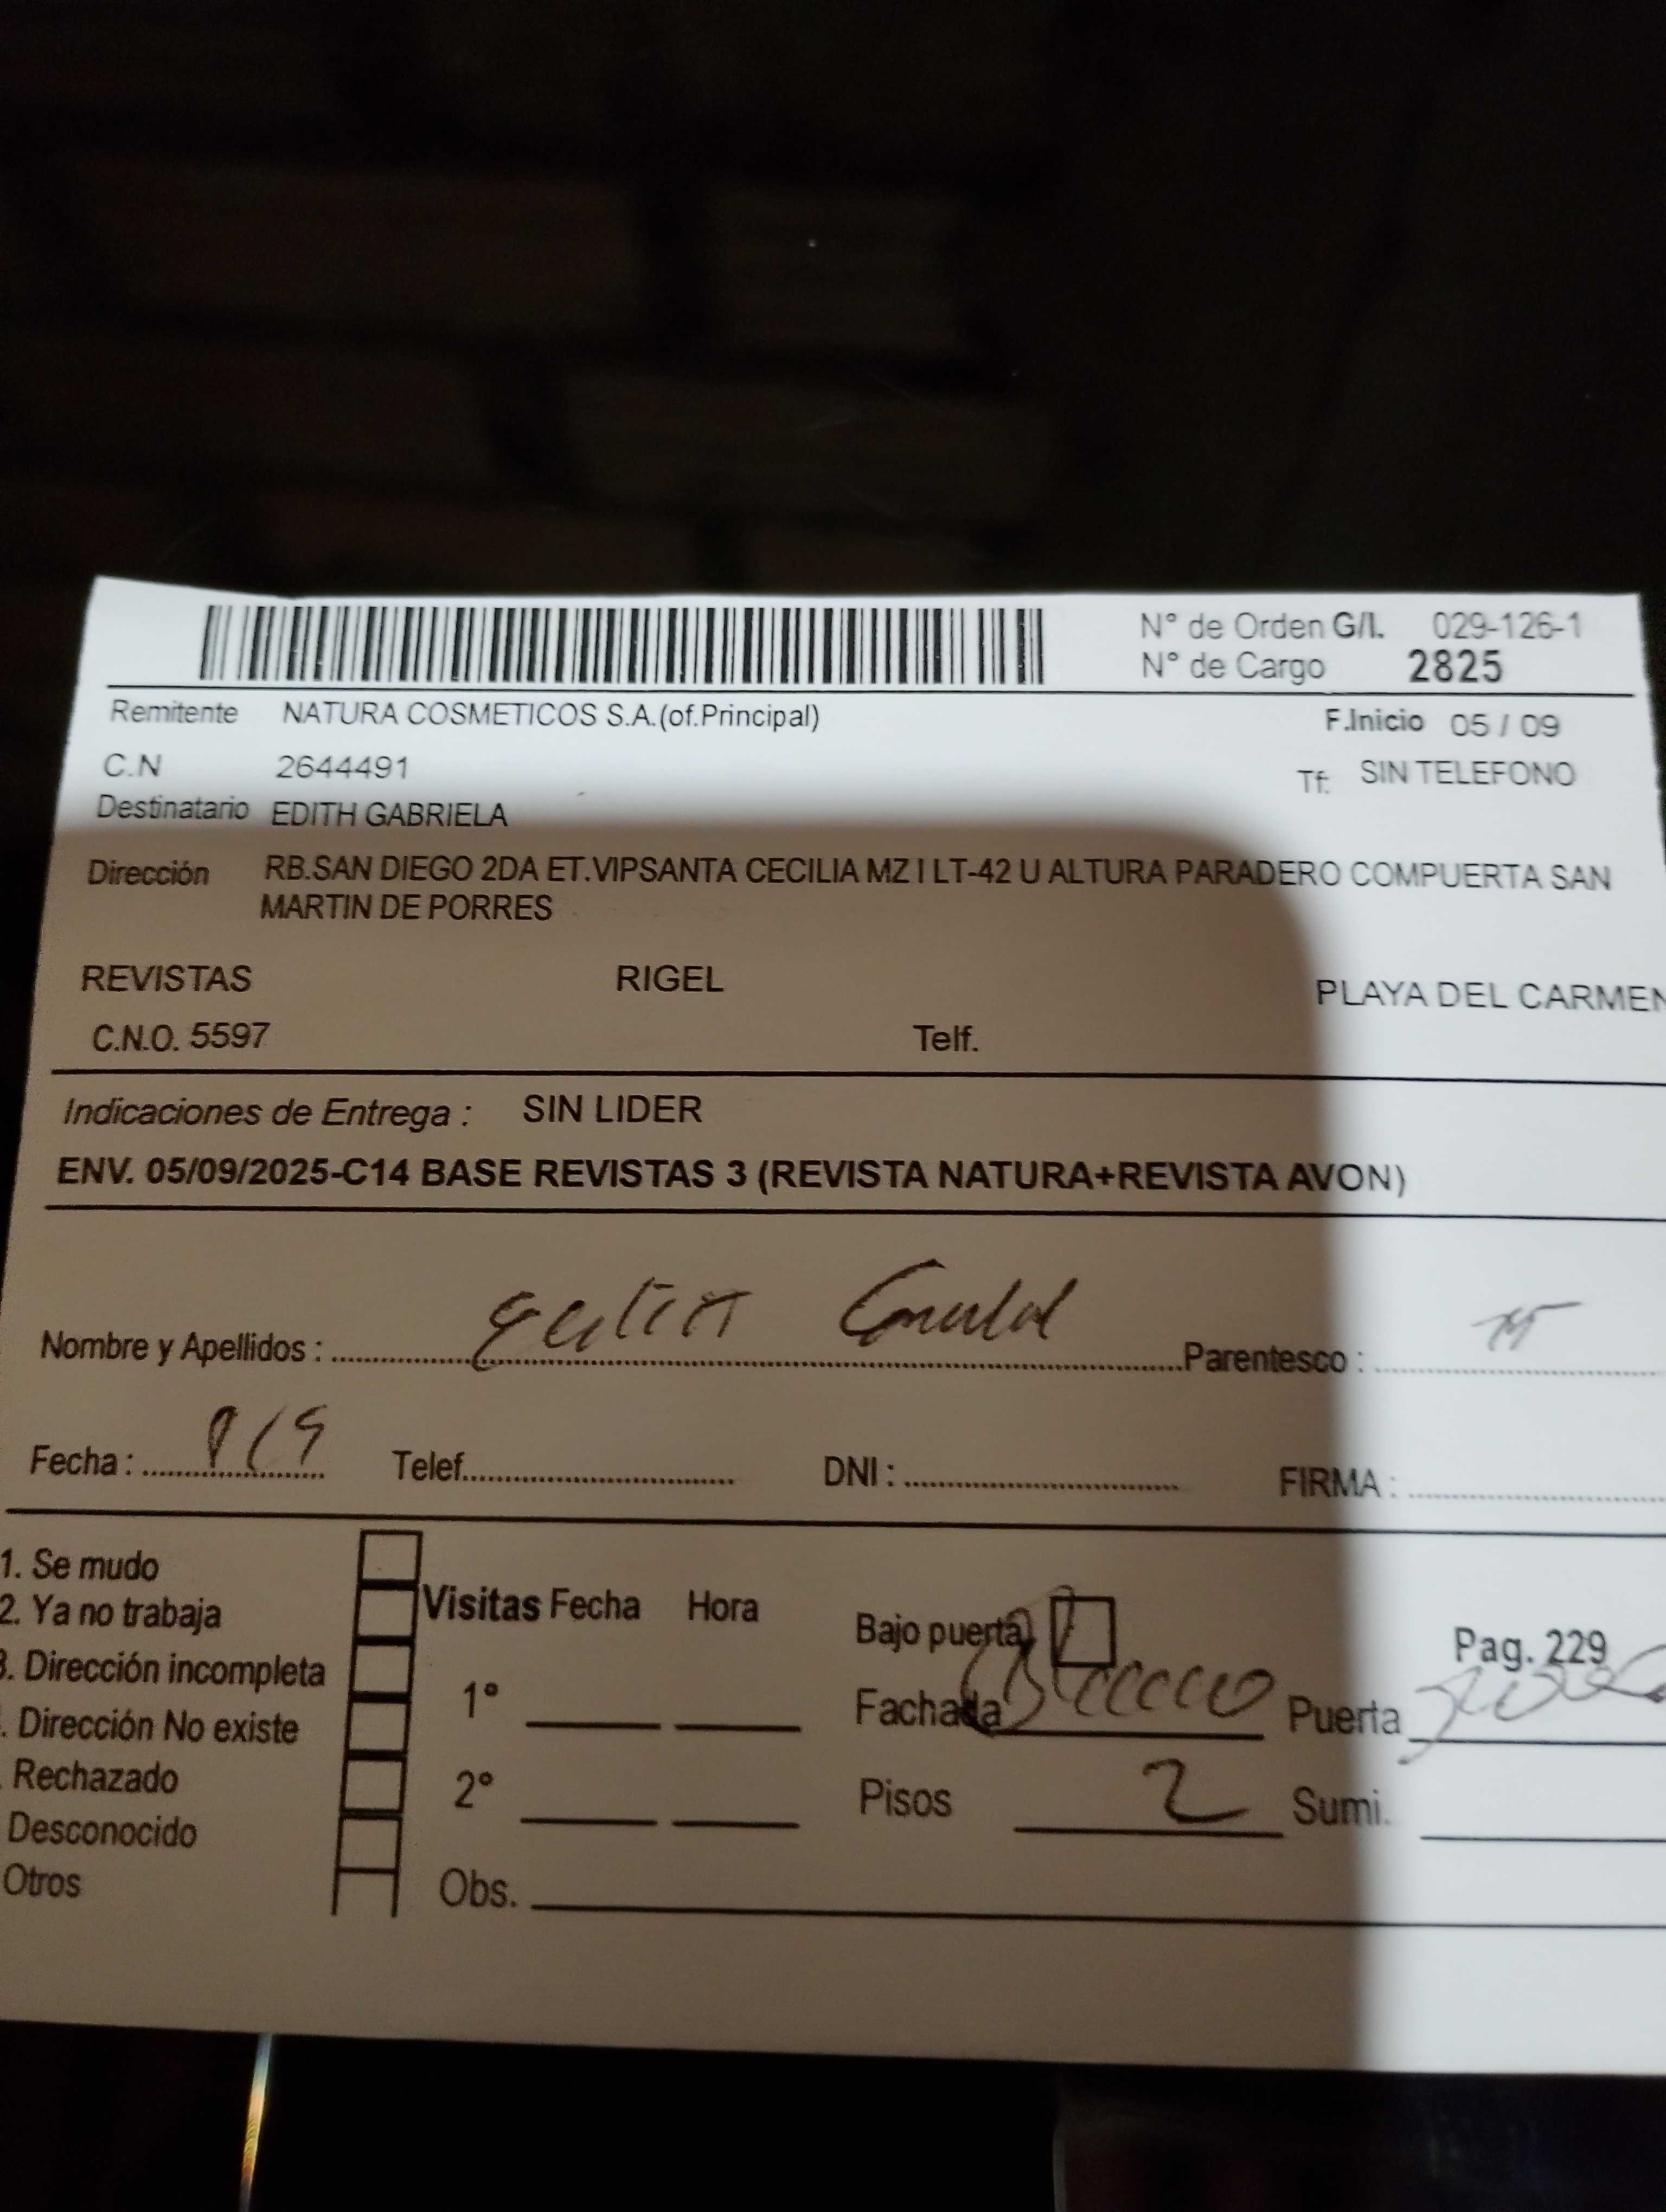 N° de Orden G/I. 029-126-1
N° de Cargo 2825
Remitente NATURA COSMETICOS S.A.(of.Principal) F.Inicio 05 / 09
C.N 2644491 Tf: SIN TELEFONO
Destinatario EDITH GABRIELA
Dirección RB.SAN DIEGO 2DA ET.VIPSANTA CECILIA MZ I LT-42 U ALTURA PARADERO COMPUERTA SAN
MARTIN DE PORRES
REVISTAS RIGEL PLAYA DEL CARMEN
C.N.O. 5597 Telf.
Indicaciones de Entrega : SIN LIDER
ENV. 05/09/2025-C14 BASE REVISTAS 3 (REVISTA NATURA+REVISTA AVON)
Nombre y Apellidos : Parentesco :
Fecha : Telef. DNI : FIRMA :
1. Se mudo
2. Ya no trabaja
3. Dirección incompleta
. Dirección No existe
Rechazado
Desconocido
Otros
Visitas Fecha Hora
1°
2°
Obs.
Bajo puerta Pag. 229
Fachada Puerta
Pisos 2 Sumi.